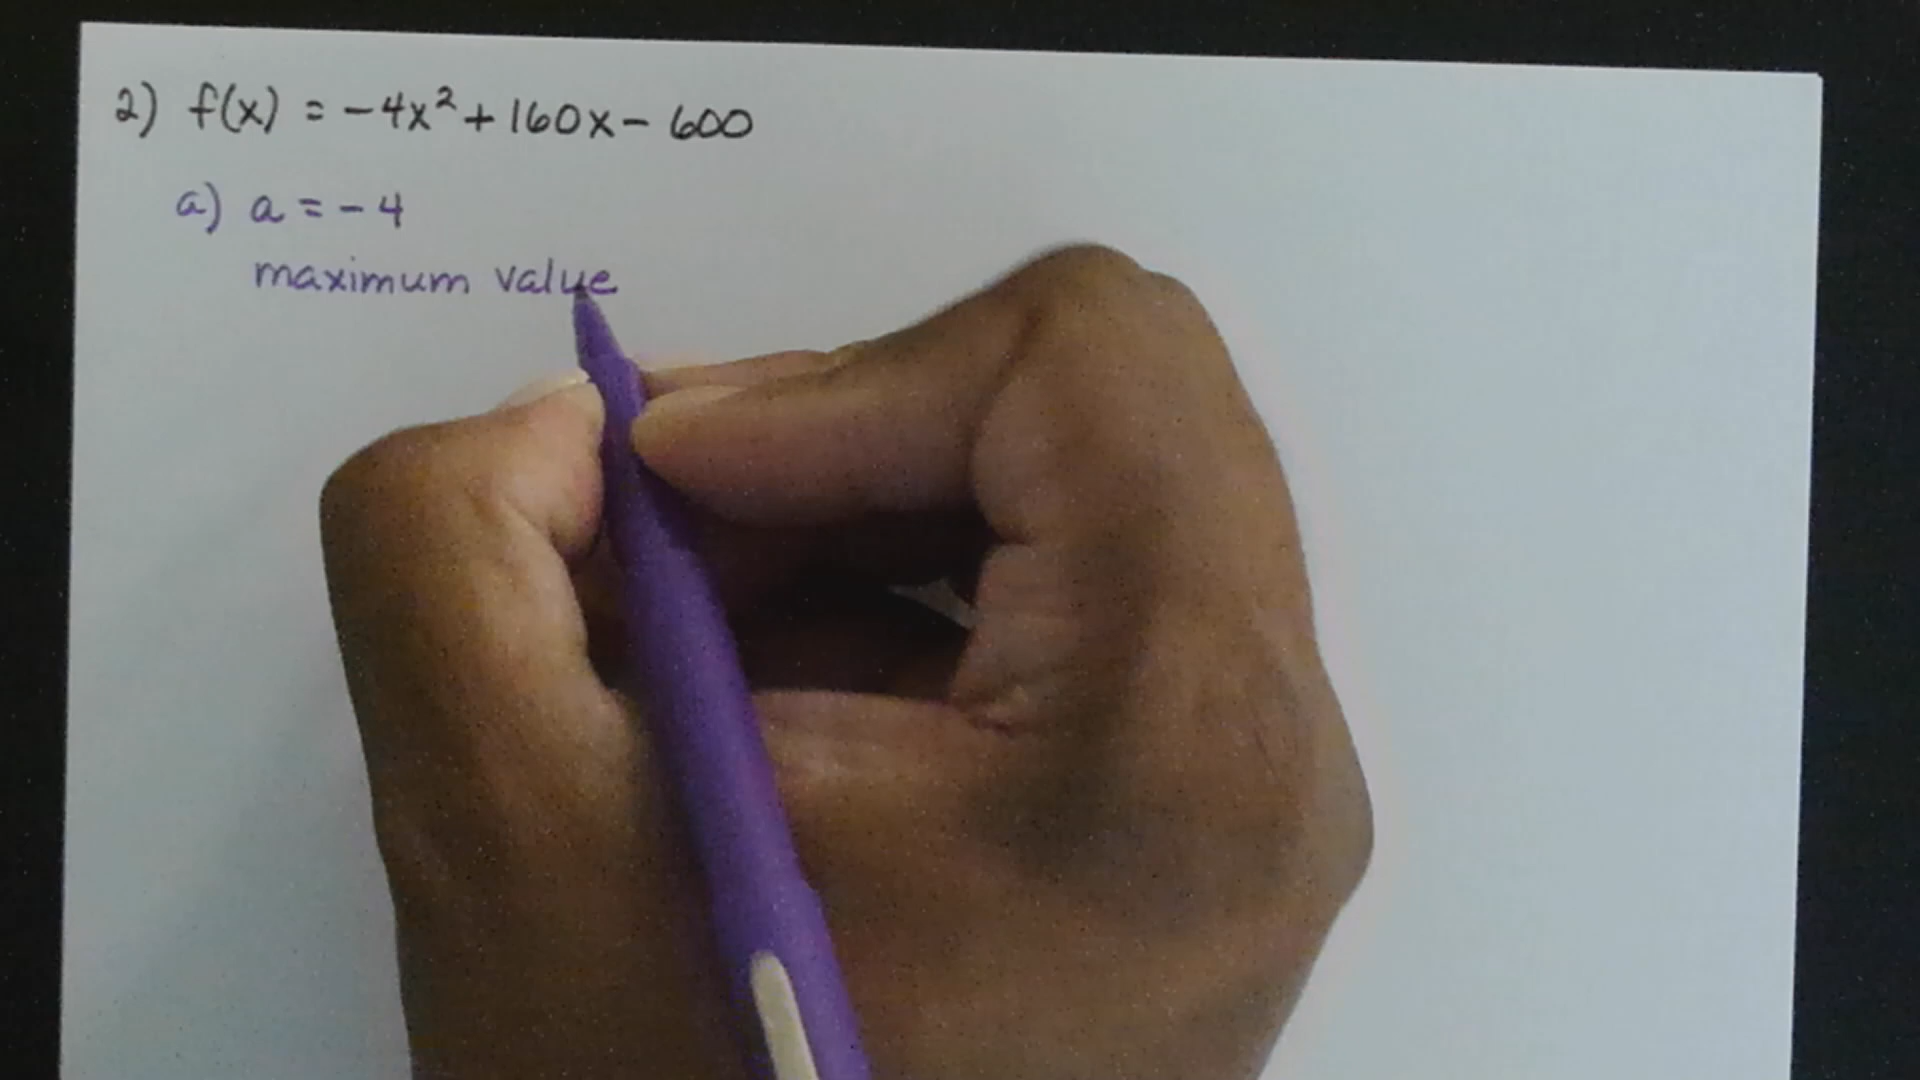 2) f(x) = -4x² + 160x - 600
a) a = -4
maximum value